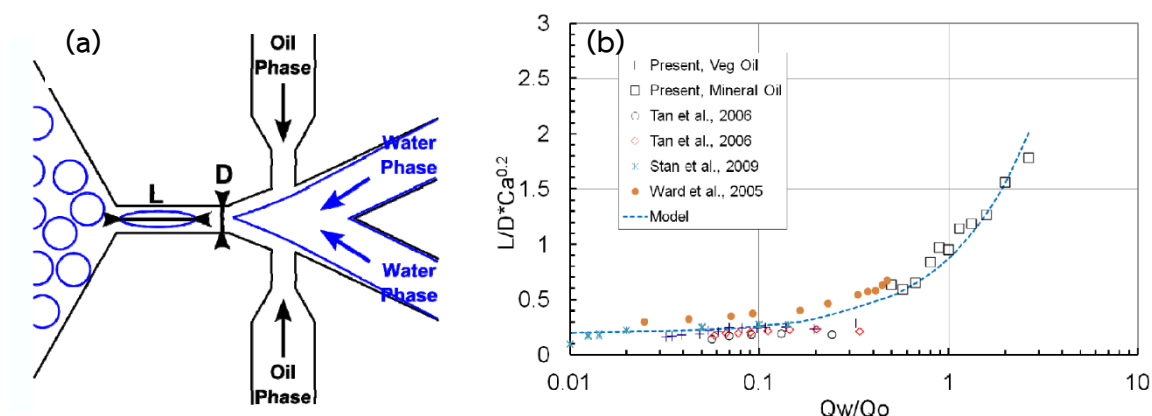 (a)
Oil
Phase
Water
Phase
D
L
Water
Phase
Oil
Phase
(b)
3
2.5
2
1.5
1
0.5
0
L/D*Ca^0.2
Present, Veg Oil
Present, Mineral Oil
Tan et al., 2006
Tan et al., 2006
Stan et al., 2009
Ward et al., 2005
Model
0.01
0.1
1
10
Qw/Qo